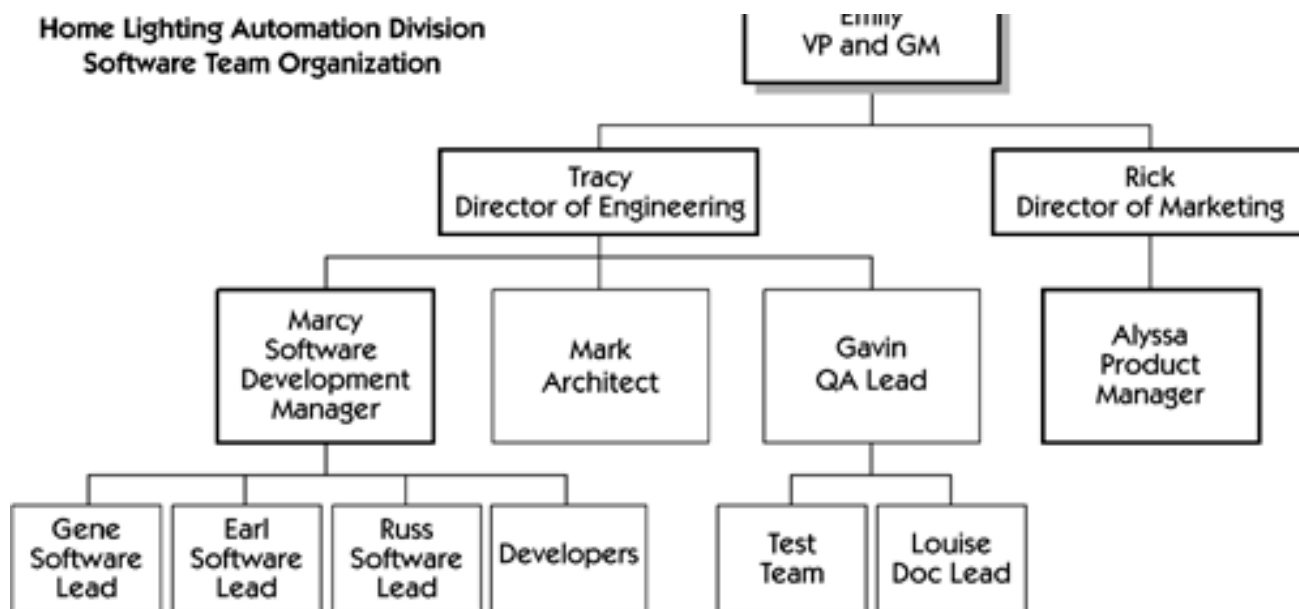 Home Lighting Automation Division
Software Team Organization
Emily
VP and GM
Tracy
Director of Engineering
Rick
Director of Marketing
Marcy
Software
Development
Manager
Mark
Architect
Gavin
QA Lead
Alyssa
Product
Manager
Gene
Software
Lead
Earl
Software
Lead
Russ
Software
Lead
Developers
Test
Team
Louise
Doc Lead